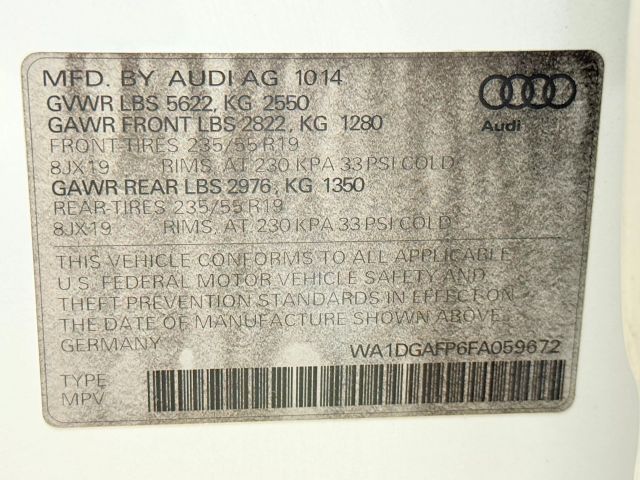 MFD. BY AUDI AG 10 14
GVWR LBS 5622, KG 2550
GAWR FRONT LBS 2822, KG 1280
FRONT-TIRES 235/55 R19
8JX19 RIMS, AT 230 KPA 33 PSI COLD
GAWR REAR LBS 2976, KG 1350
REAR-TIRES 235/55 R19
8JX19 RIMS, AT 230 KPA 33 PSI COLD
Audi
THIS VEHICLE CONFORMS TO ALL APPLICABLE
U.S. FEDERAL MOTOR VEHICLE SAFETY AND
THEFT PREVENTION STANDARDS IN EFFECT ON
THE DATE OF MANUFACTURE SHOWN ABOVE.
GERMANY WA1DGAFP6FA059672
TYPE
MPV